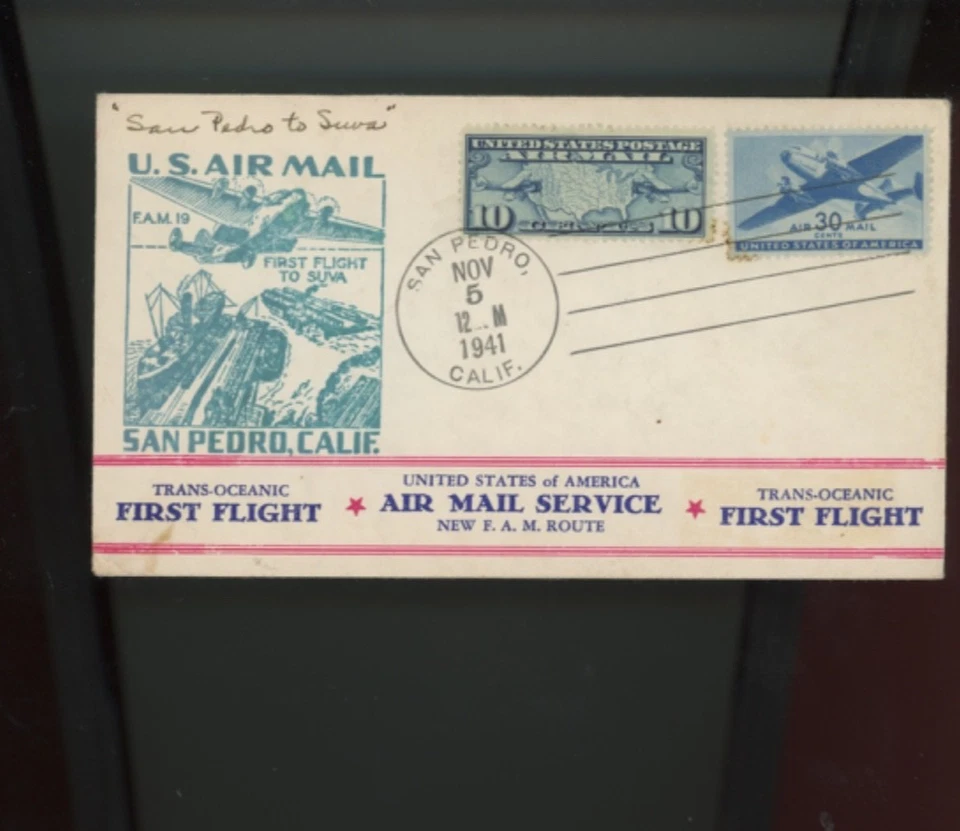 "San Pedro to Suva"
U.S. AIR MAIL
F.A.M. 19
FIRST FLIGHT
TO SUVA
SAN PEDRO, CALIF.
UNITED STATES POSTAGE
AIR MAIL
10 10
AIR 30 MAIL
CENTS
UNITED STATES OF AMERICA
SAN PEDRO,
NOV
5
12 M
1941
CALIF.
TRANS-OCEANIC
FIRST FLIGHT
UNITED STATES of AMERICA
AIR MAIL SERVICE
NEW F. A. M. ROUTE
TRANS-OCEANIC
FIRST FLIGHT